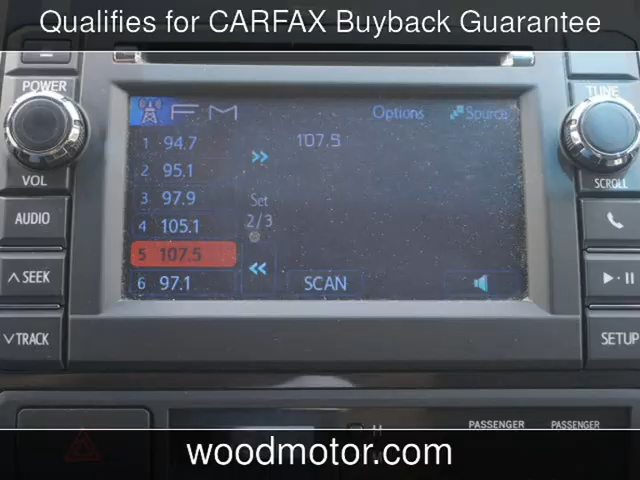 Qualifies for CARFAX Buyback Guarantee
POWER
TUNE
FM
Options
Source
1 94.7
107.5
2 95.1
VOL
SCROLL
3 97.9
Set
AUDIO
4 105.1
2/3
5 107.5
SEEK
6 97.1
SCAN
TRACK
SETUP
PASSENGER
PASSENGER
woodmotor.com